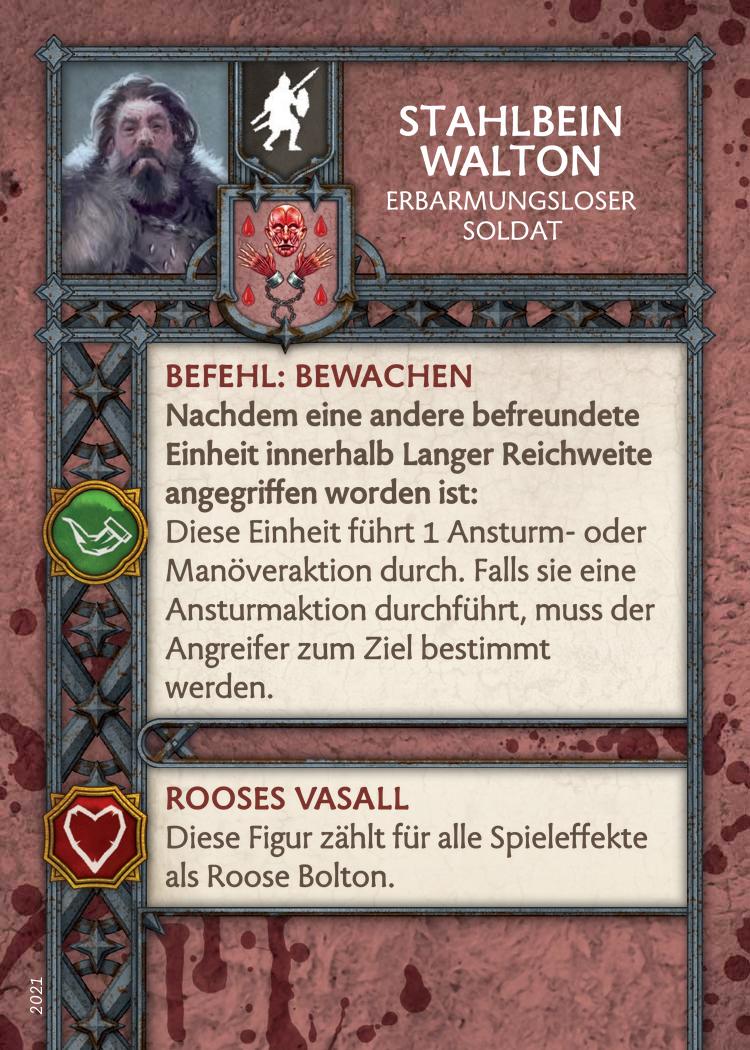 STAHLBEIN
WALTON
ERBARMUNGSLOSER
SOLDAT
BEFEHL: BEWACHEN
Nachdem eine andere befreundete
Einheit innerhalb Langer Reichweite
angegriffen worden ist:
Diese Einheit führt 1 Ansturm- oder
Manöveraktion durch. Falls sie eine
Ansturmaktion durchführt, muss der
Angreifer zum Ziel bestimmt
werden.
ROOSES VASALL
Diese Figur zählt für alle Spieleffekte
als Roose Bolton.
2021